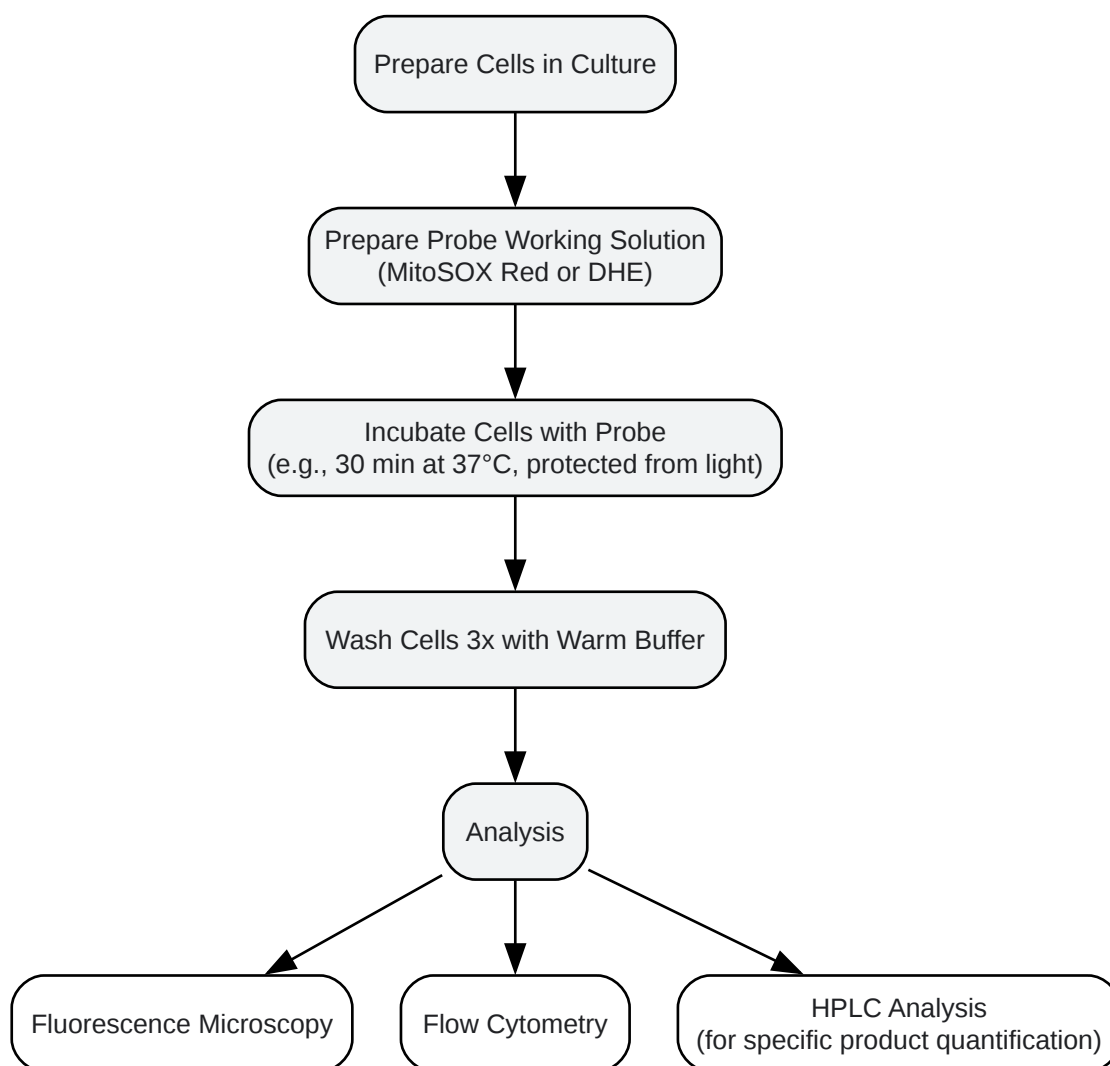 Prepare Cells in Culture
Prepare Probe Working Solution
(MitoSOX Red or DHE)
Incubate Cells with Probe
(e.g., 30 min at 37°C, protected from light)
Wash Cells 3x with Warm Buffer
Analysis
Fluorescence Microscopy
Flow Cytometry
HPLC Analysis
(for specific product quantification)